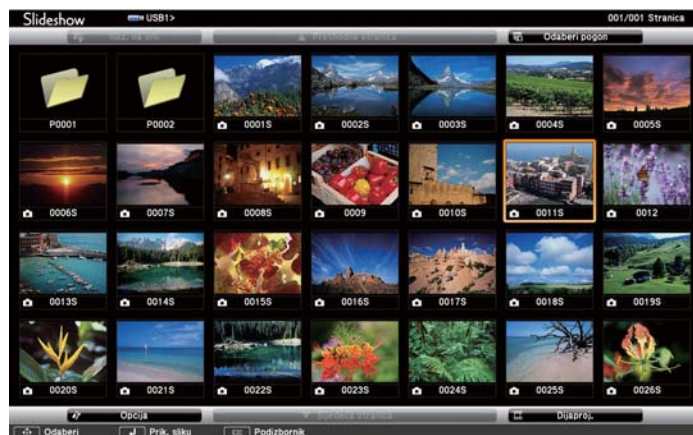 Slideshow USB1> 001/001 Stranica
Naz. na vrh Prethodna stranica Odaberi pogon
P0001 P0002 0001S 0002S 0003S 0004S 0005S
0006S 0007S 0008S 0009 0010S 0011S 0012
0013S 0014S 0015S 0016S 0017S 0018S 0019S
0020S 0021S 0022S 0023S 0024S 0025S 0026S
Opcija Sljedeća stranica Dijaproj.
Odaberi Prik. sliku Esc Podizbornik